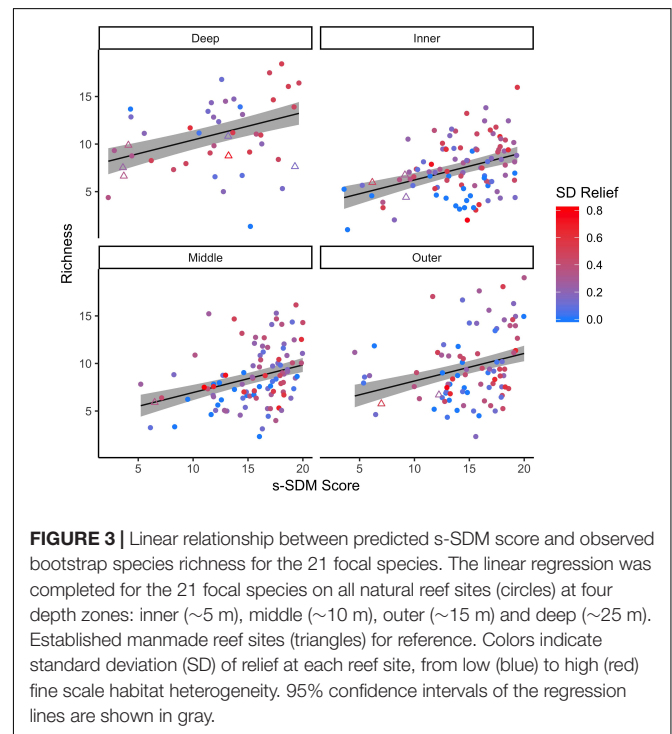 Deep
Inner
15
10
5
Richness
Middle
Outer
15
10
5
5
10
15
20
5
10
15
20
s-SDM Score
SD Relief
0.8
0.6
0.4
0.2
0.0
FIGURE 3 | Linear relationship between predicted s-SDM score and observed
bootstrap species richness for the 21 focal species. The linear regression was
completed for the 21 focal species on all natural reef sites (circles) at four
depth zones: inner (∼5 m), middle (∼10 m), outer (∼15 m) and deep (∼25 m).
Established manmade reef sites (triangles) for reference. Colors indicate
standard deviation (SD) of relief at each reef site, from low (blue) to high (red)
fine scale habitat heterogeneity. 95% confidence intervals of the regression
lines are shown in gray.